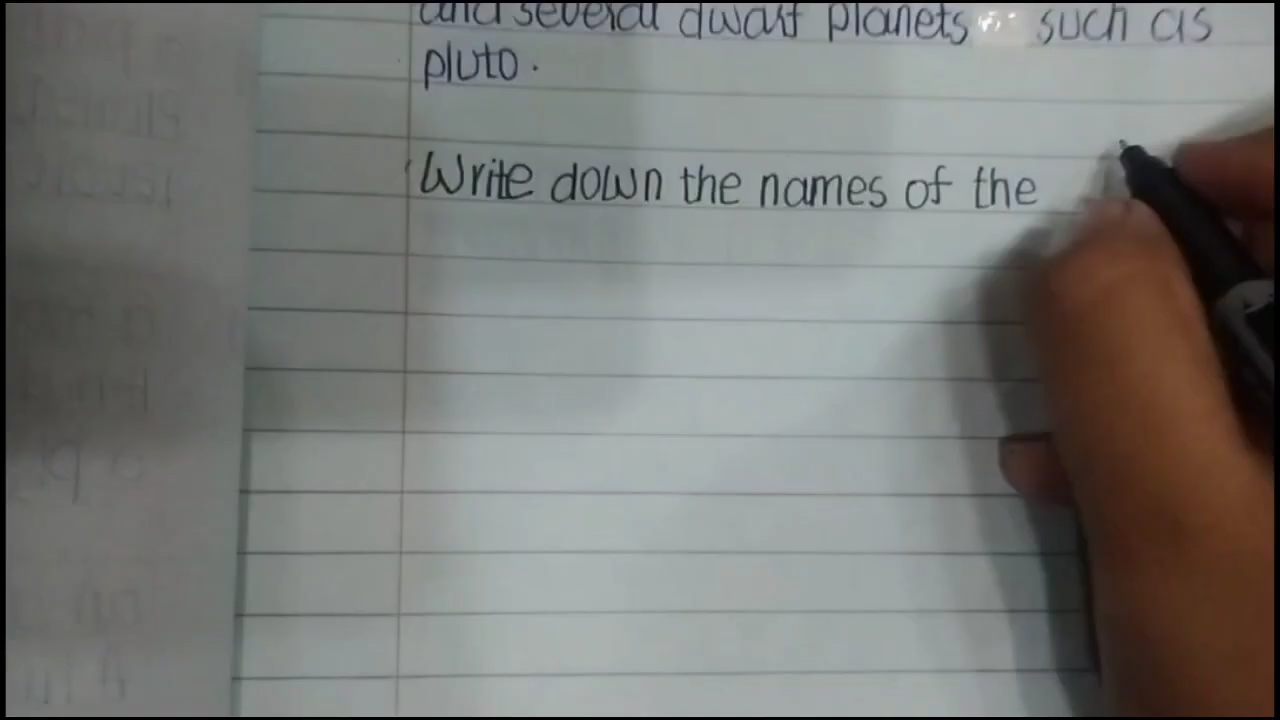 and several dwarf planets such as
pluto.
Write down the names of the